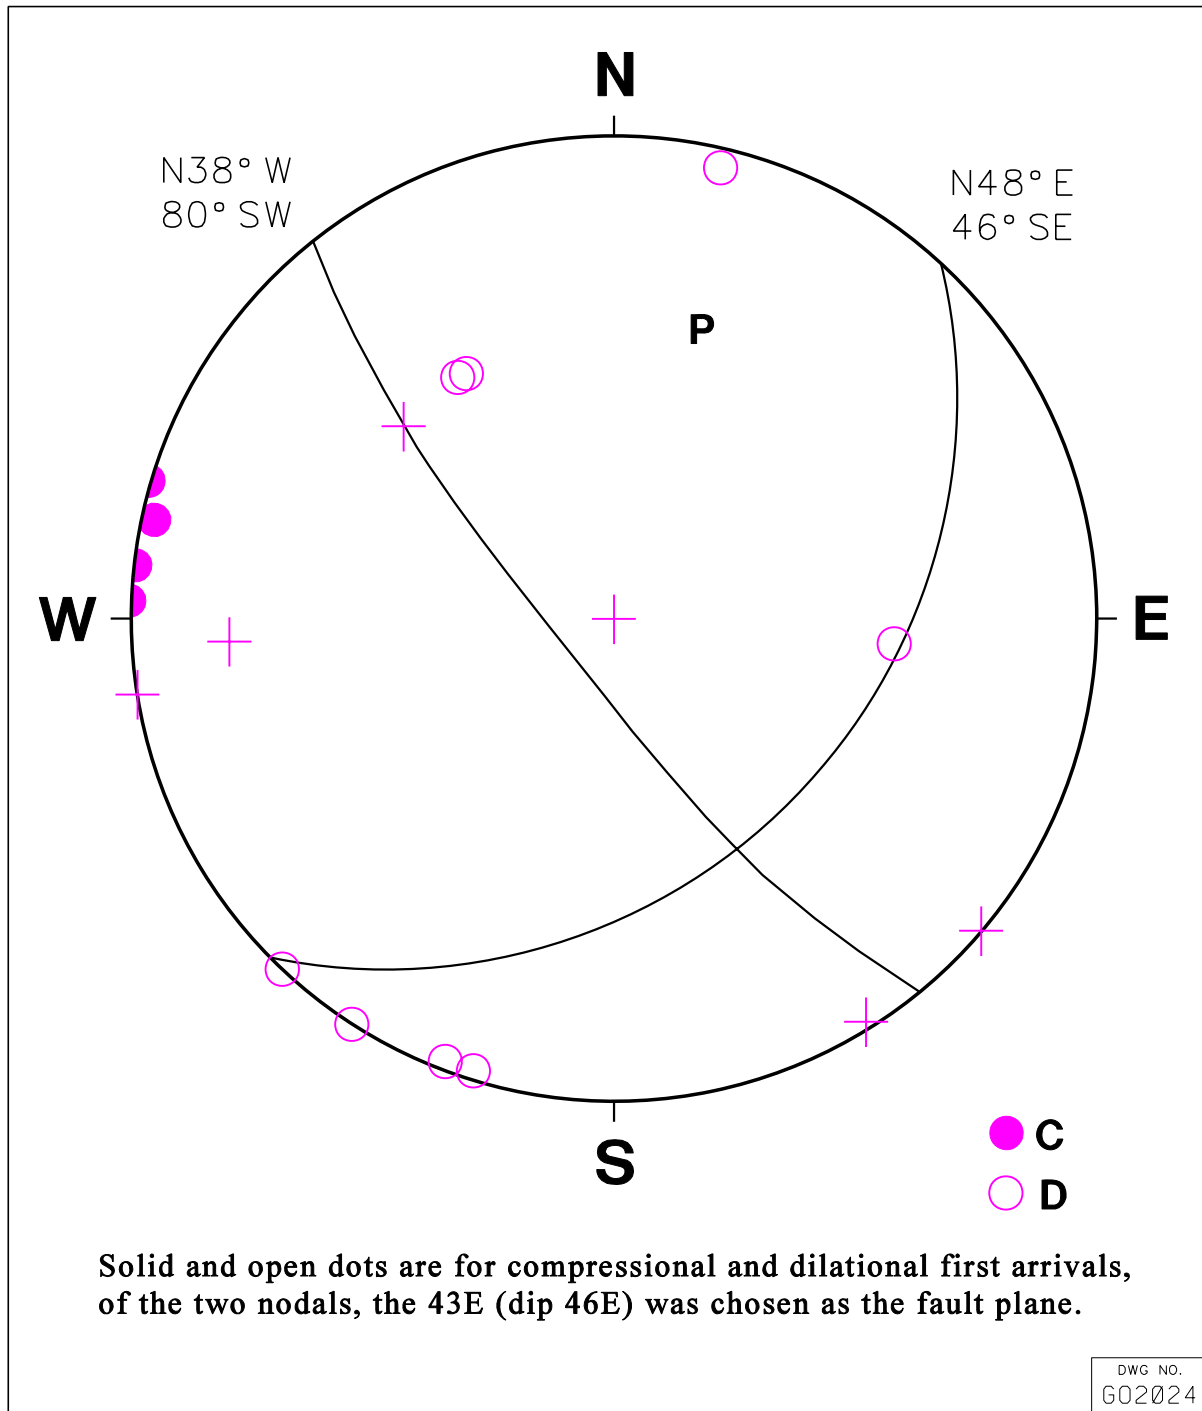 N
N38° W
80° SW
N48° E
46° SE
P
W
E
S
C
D
Solid and open dots are for compressional and dilational first arrivals,
of the two nodals, the 43E (dip 46E) was chosen as the fault plane.
DWG NO.
GO2024